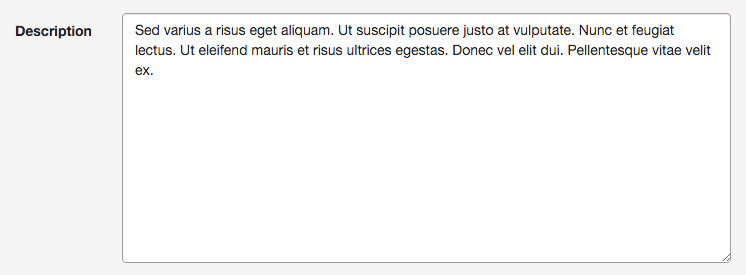 Description
Sed varius a risus eget aliquam. Ut suscipit posuere justo at vulputate. Nunc et feugiat
lectus. Ut eleifend mauris et risus ultrices egestas. Donec vel elit dui. Pellentesque vitae velit
ex.